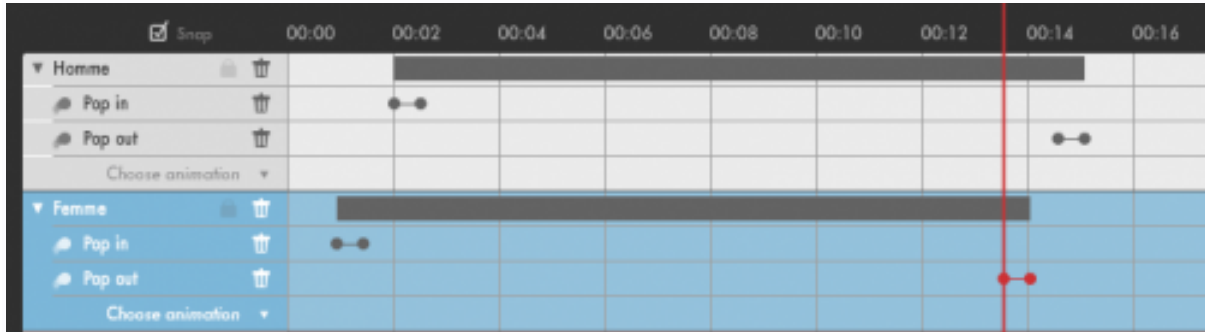 Snap 00:00 00:02 00:04 00:06 00:08 00:10 00:12 00:14 00:16
Homme
Pop in
Pop out
Choose animation
Femme
Pop in
Pop out
Choose animation